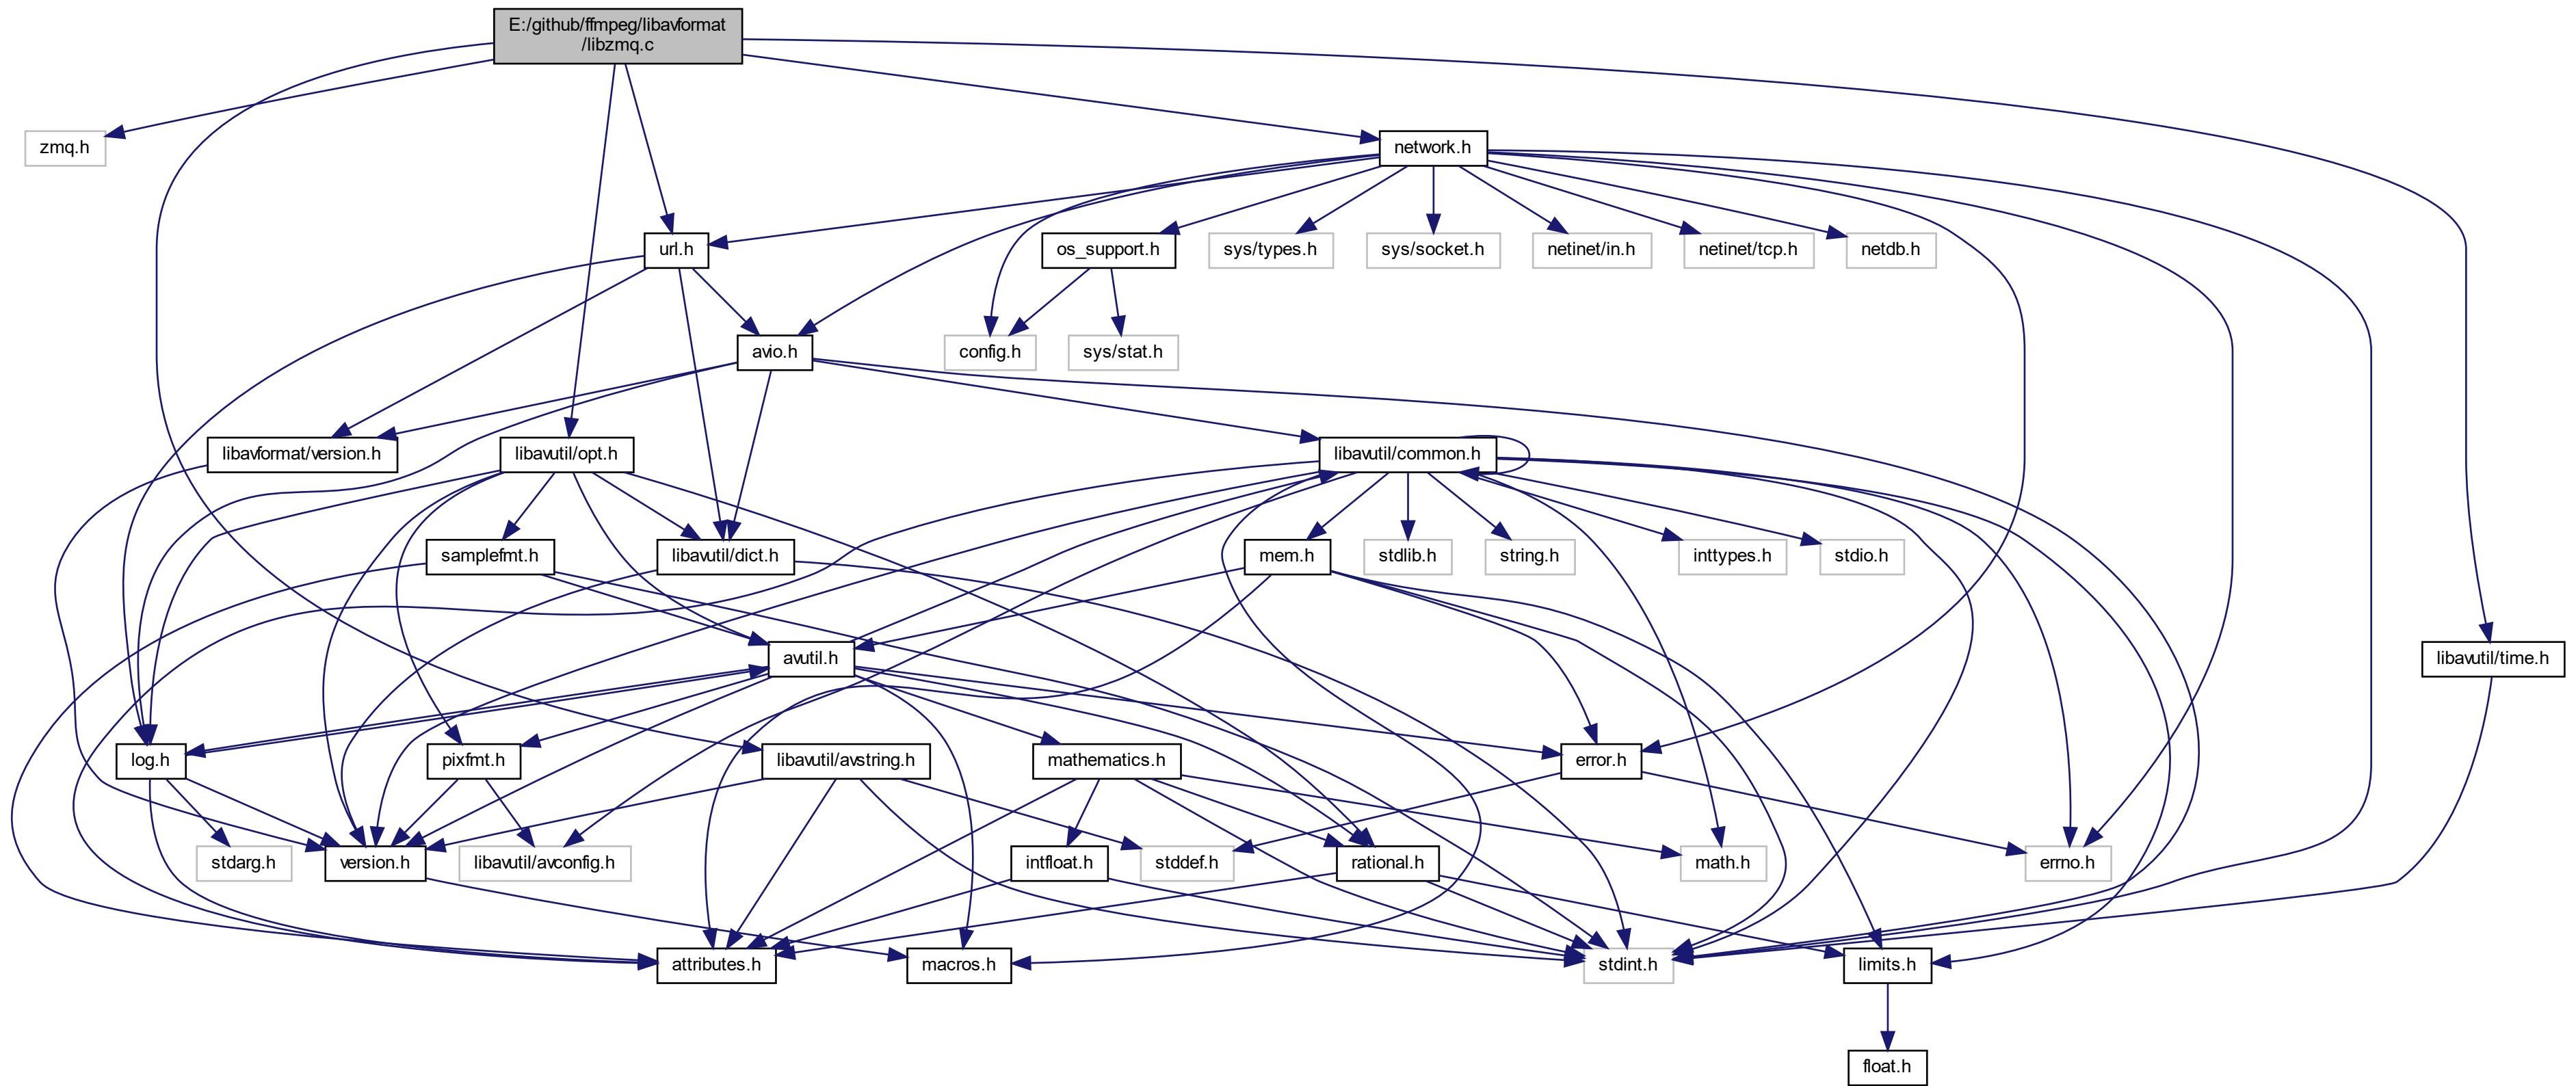 E:/github/ffmpeg/libavformat
/libzmq.c
zmq.h
network.h
url.h
os_support.h
sys/types.h
sys/socket.h
netinet/in.h
netinet/tcp.h
netdb.h
avio.h
config.h
sys/stat.h
libavformat/version.h
libavutil/opt.h
libavutil/common.h
samplefmt.h
libavutil/dict.h
mem.h
stdlib.h
string.h
inttypes.h
stdio.h
avutil.h
libavutil/time.h
log.h
pixfmt.h
libavutil/avstring.h
mathematics.h
error.h
stdarg.h
version.h
libavutil/avconfig.h
intfloat.h
stddef.h
rational.h
math.h
errno.h
attributes.h
macros.h
stdint.h
limits.h
float.h